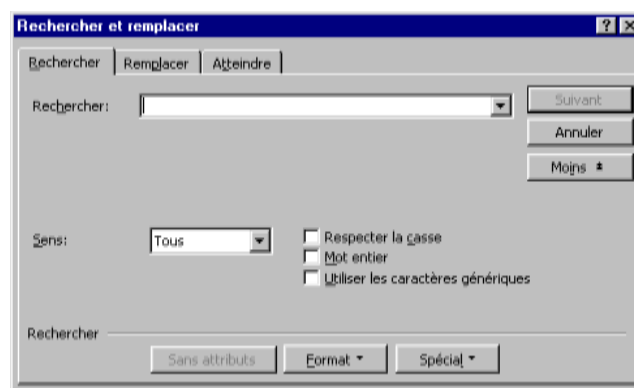 Rechercher et remplacer
Rechercher Remplacer Atteindre
Rechercher: Suivant
Annuler
Moins
Sens: Tous Respecter la casse
Mot entier
Utiliser les caractères génériques
Rechercher
Sans attributs Format Spécial